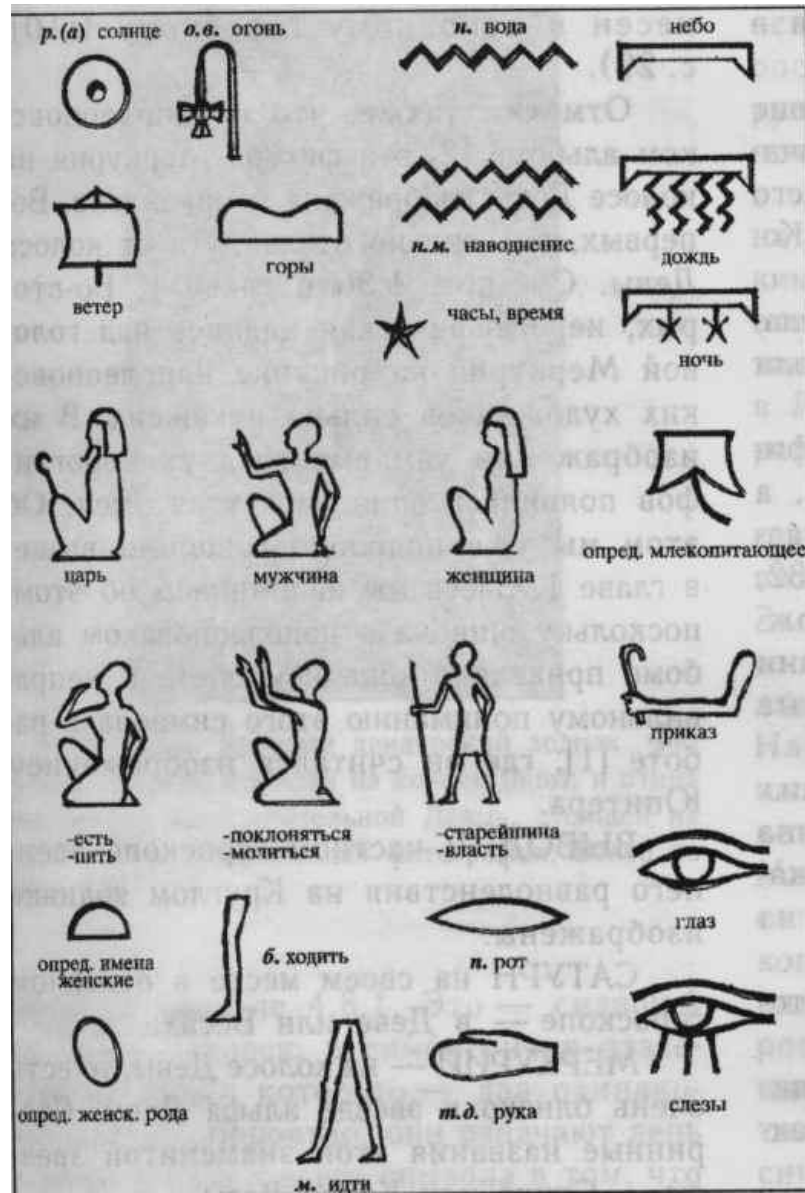 р.(а) солнце
о.в. огонь
н. вода
небо
ветер
горы
н.м. наводнение
дождь
часы, время
ночь
царь
мужчина
женщина
опред. млекопитающее
-есть
-пить
-поклоняться
-молиться
-старейшина
-власть
приказ
глаз
опред. имена
женские
б. ходить
п. рот
опред. женск. рода
м. идти
т.д. рука
слезы